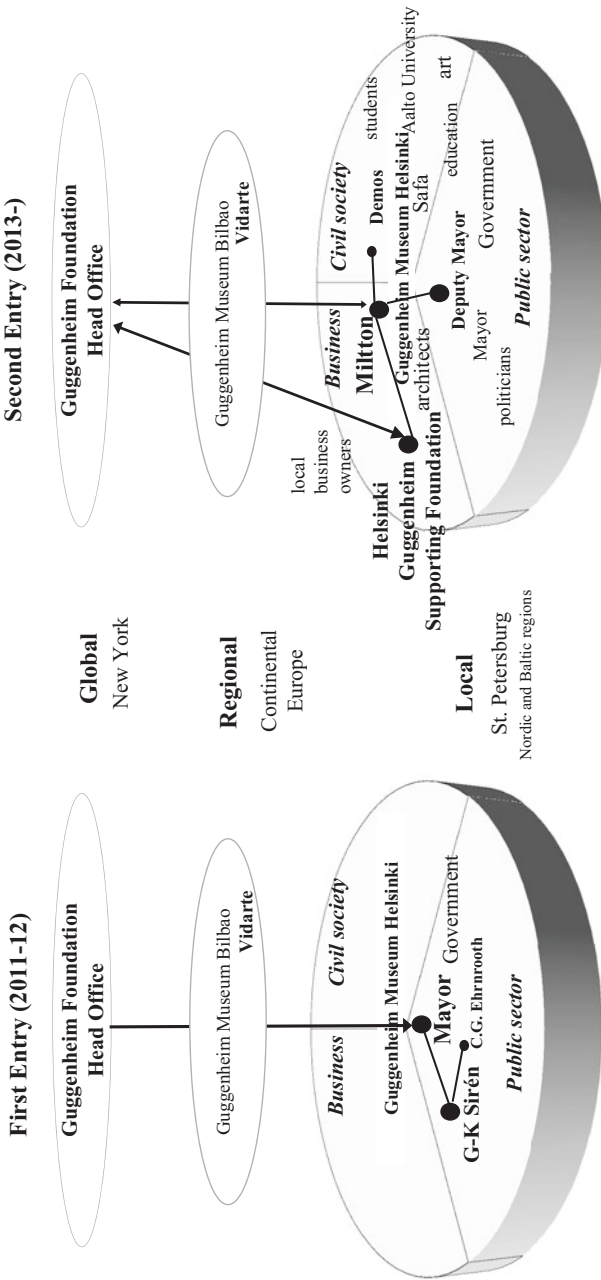 First Entry (2011-12)
Guggenheim Foundation
Head Office
Guggenheim Museum Bilbao
Vidarte
Business
Civil society
Guggenheim Museum Helsinki
Mayor
Government
G-K Sirén
C.G. Ehrnrooth
Public sector
Global
New York
Regional
Continental
Europe
Local
St. Petersburg
Nordic and Baltic regions
Second Entry (2013-)
Guggenheim Foundation
Head Office
Guggenheim Museum Bilbao
Vidarte
local
business
owners
Business
Civil society
students
Miltton
Demos
Helsinki
Guggenheim
Supporting Foundation
Guggenheim Museum Helsinki
Aalto University
architects
Safa
art
education
Deputy Mayor
Government
Mayor
politicians
Public sector